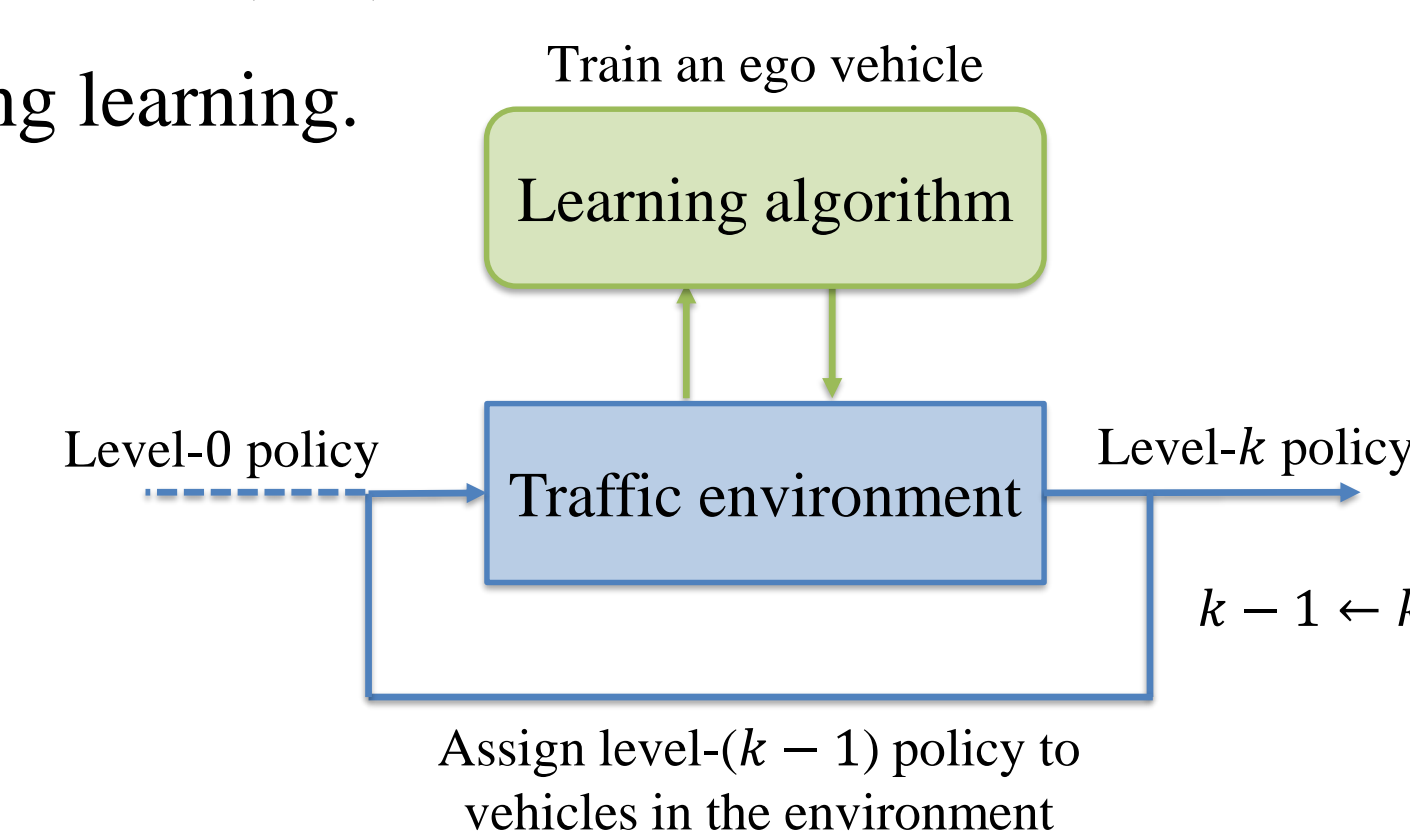 Train an ego vehicle
ng learning.
Learning algorithm
Level-0 policy
Level-k policy
Traffic environment
k − 1 ← k
Assign level-(k − 1) policy to
vehicles in the environment